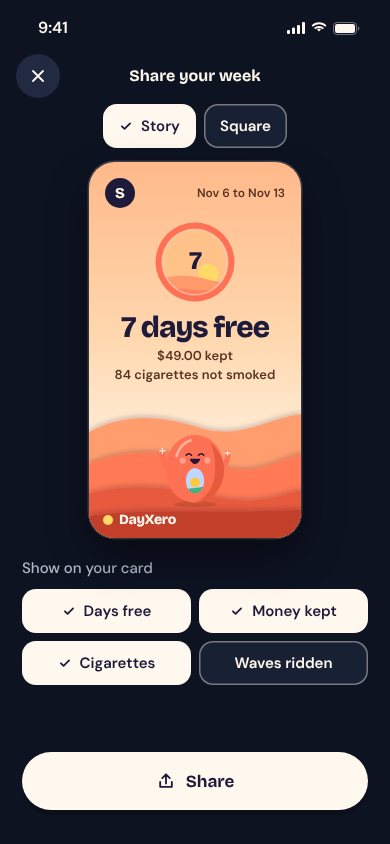 9:41
Share your week
Story
Square
S
Nov 6 to Nov 13
7
7 days free
$49.00 kept
84 cigarettes not smoked
DayXero
Show on your card
Days free
Money kept
Cigarettes
Waves ridden
Share